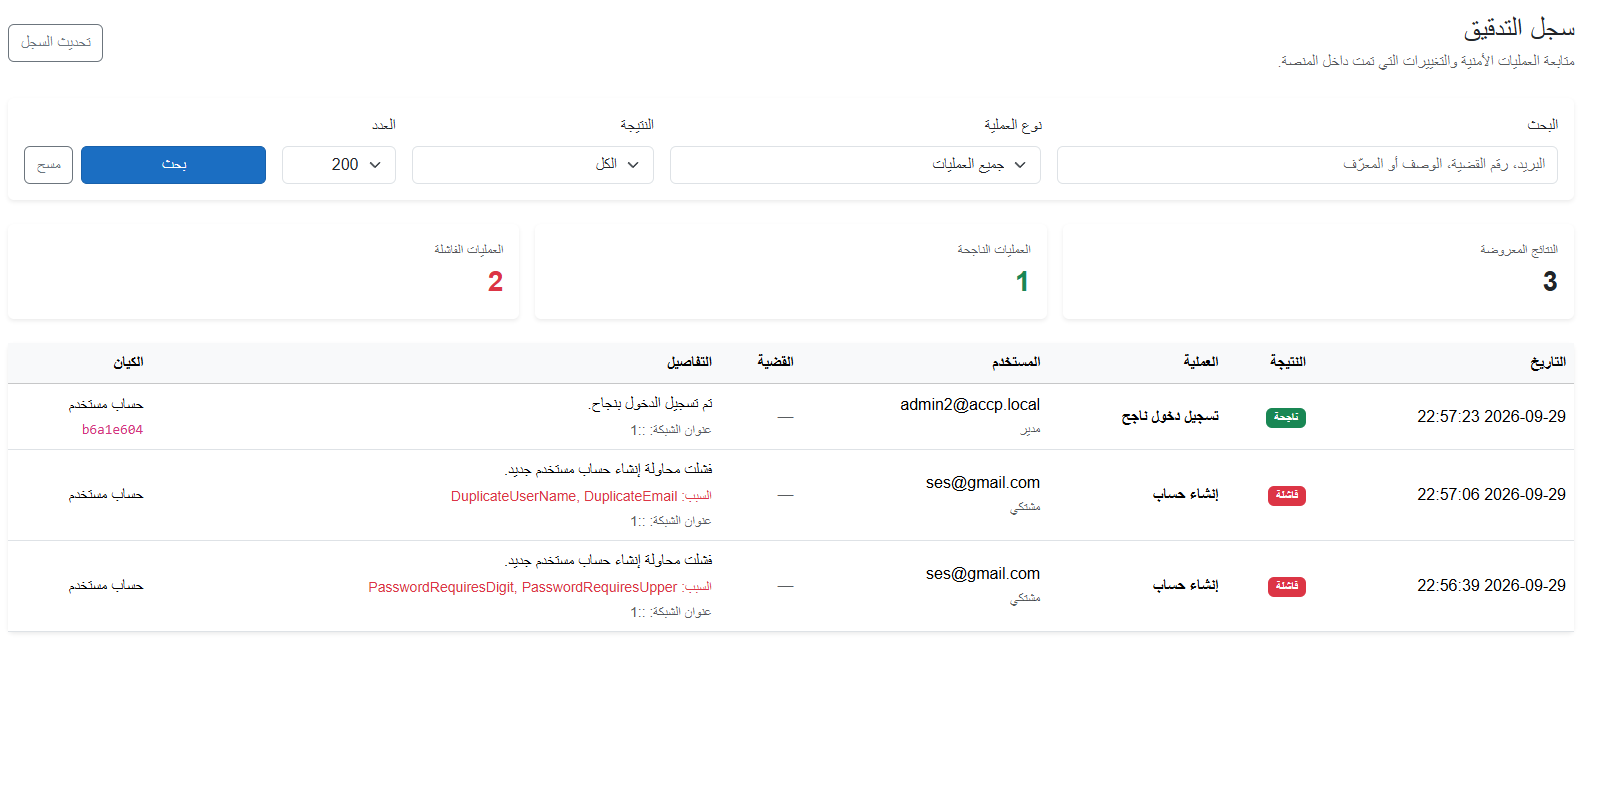 سجل التدقيق
متابعة العمليات الأمنية والتغييرات التي تمت داخل المنصة.
تحديث السجل
البحث
البريد، رقم القضية، الوصف أو المعرّف
نوع العملية
جميع العمليات
النتيجة
الكل
العدد
200
بحث
مسح
النتائج المعروضة
3
العمليات الناجحة
1
العمليات الفاشلة
2
التاريخ النتيجة العملية المستخدم القضية التفاصيل الكيان
22:57:23 2026-09-29
ناجحة
تسجيل دخول ناجح
admin2@accp.local
مدير
—
تم تسجيل الدخول بنجاح.
عنوان الشبكة: ::1
حساب مستخدم
b6a1e604
22:57:06 2026-09-29
فاشلة
إنشاء حساب
ses@gmail.com
مشتكي
—
فشلت محاولة إنشاء حساب مستخدم جديد.
السبب: DuplicateUserName, DuplicateEmail
عنوان الشبكة: ::1
حساب مستخدم
22:56:39 2026-09-29
فاشلة
إنشاء حساب
ses@gmail.com
مشتكي
—
فشلت محاولة إنشاء حساب مستخدم جديد.
السبب: PasswordRequiresDigit, PasswordRequiresUpper
عنوان الشبكة: ::1
حساب مستخدم